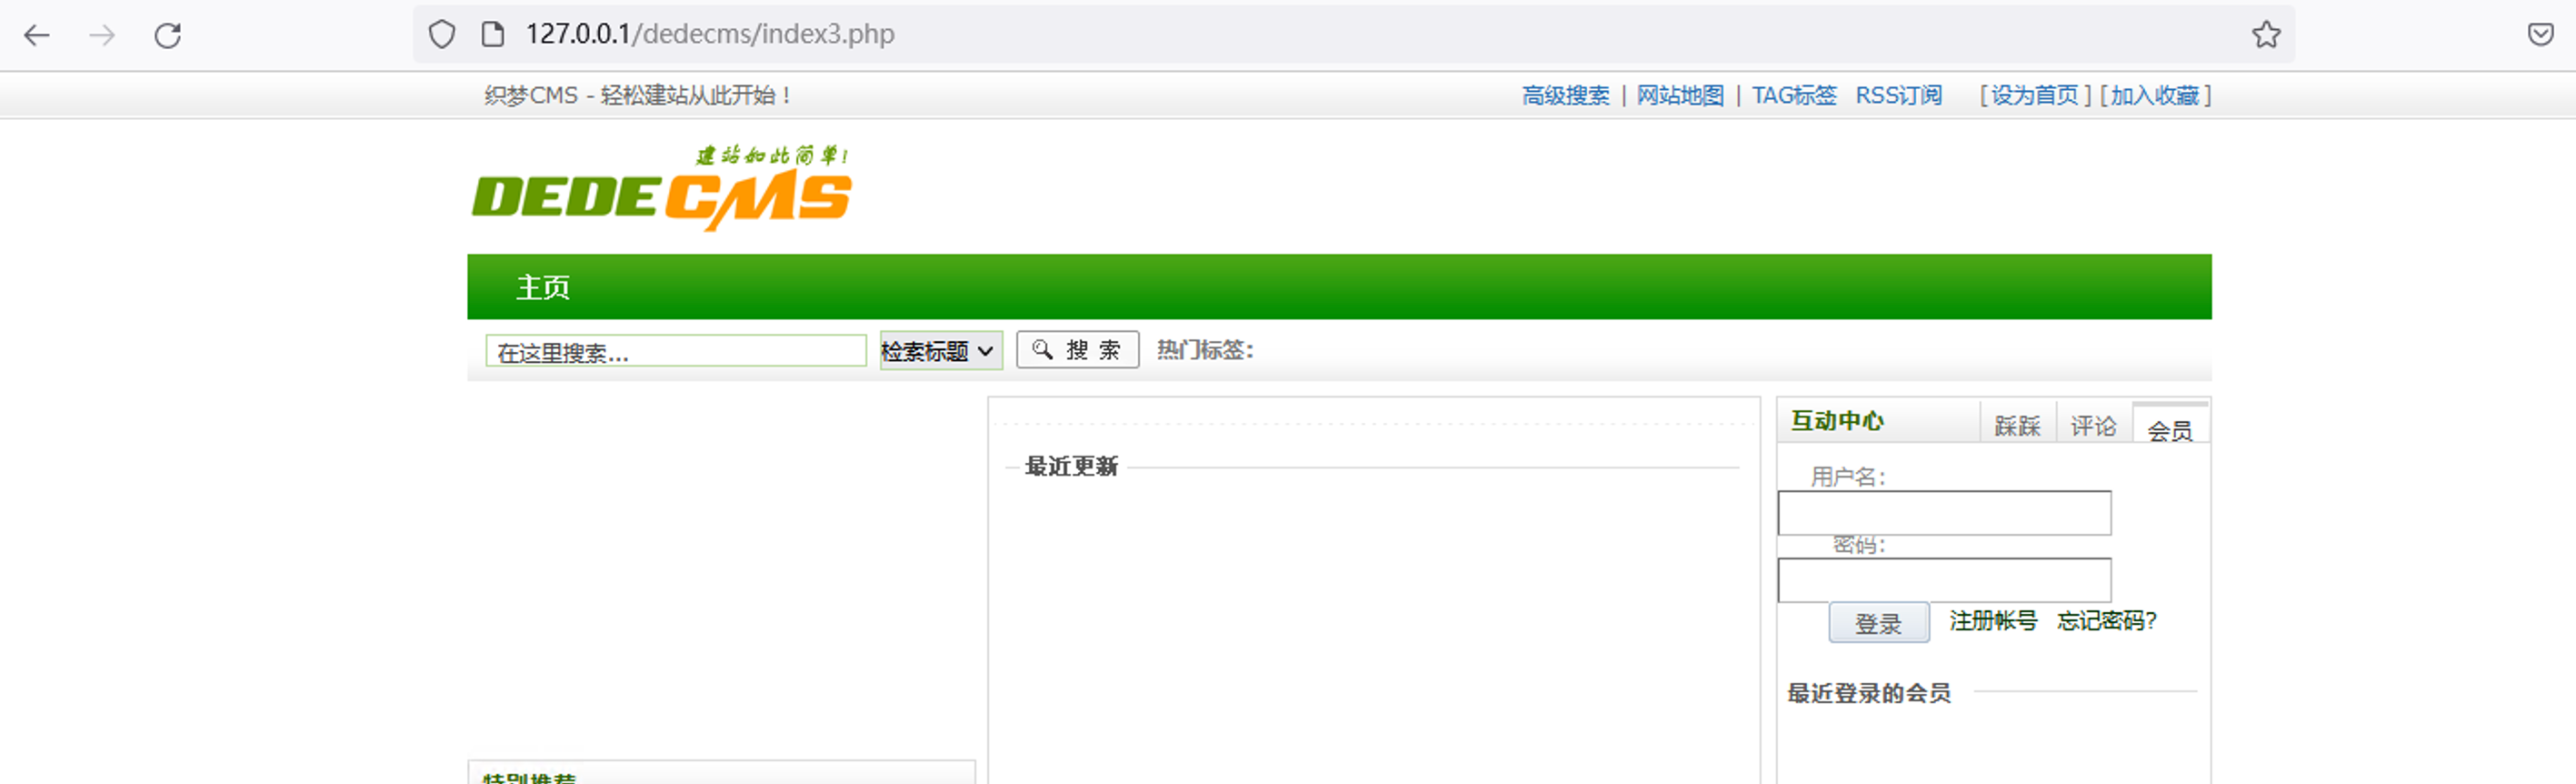 127.0.0.1/dedecms/index3.php
织梦CMS - 轻松建站从此开始！
高级搜索 | 网站地图 | TAG标签 RSS订阅 [设为首页] [加入收藏]
建站如此简单!
DEDECMS
主页
在这里搜索... 检索标题 搜 索 热门标签:
互动中心 踩踩 评论 会员
最近更新
用户名:
密码:
登录 注册帐号 忘记密码?
最近登录的会员
特别推荐